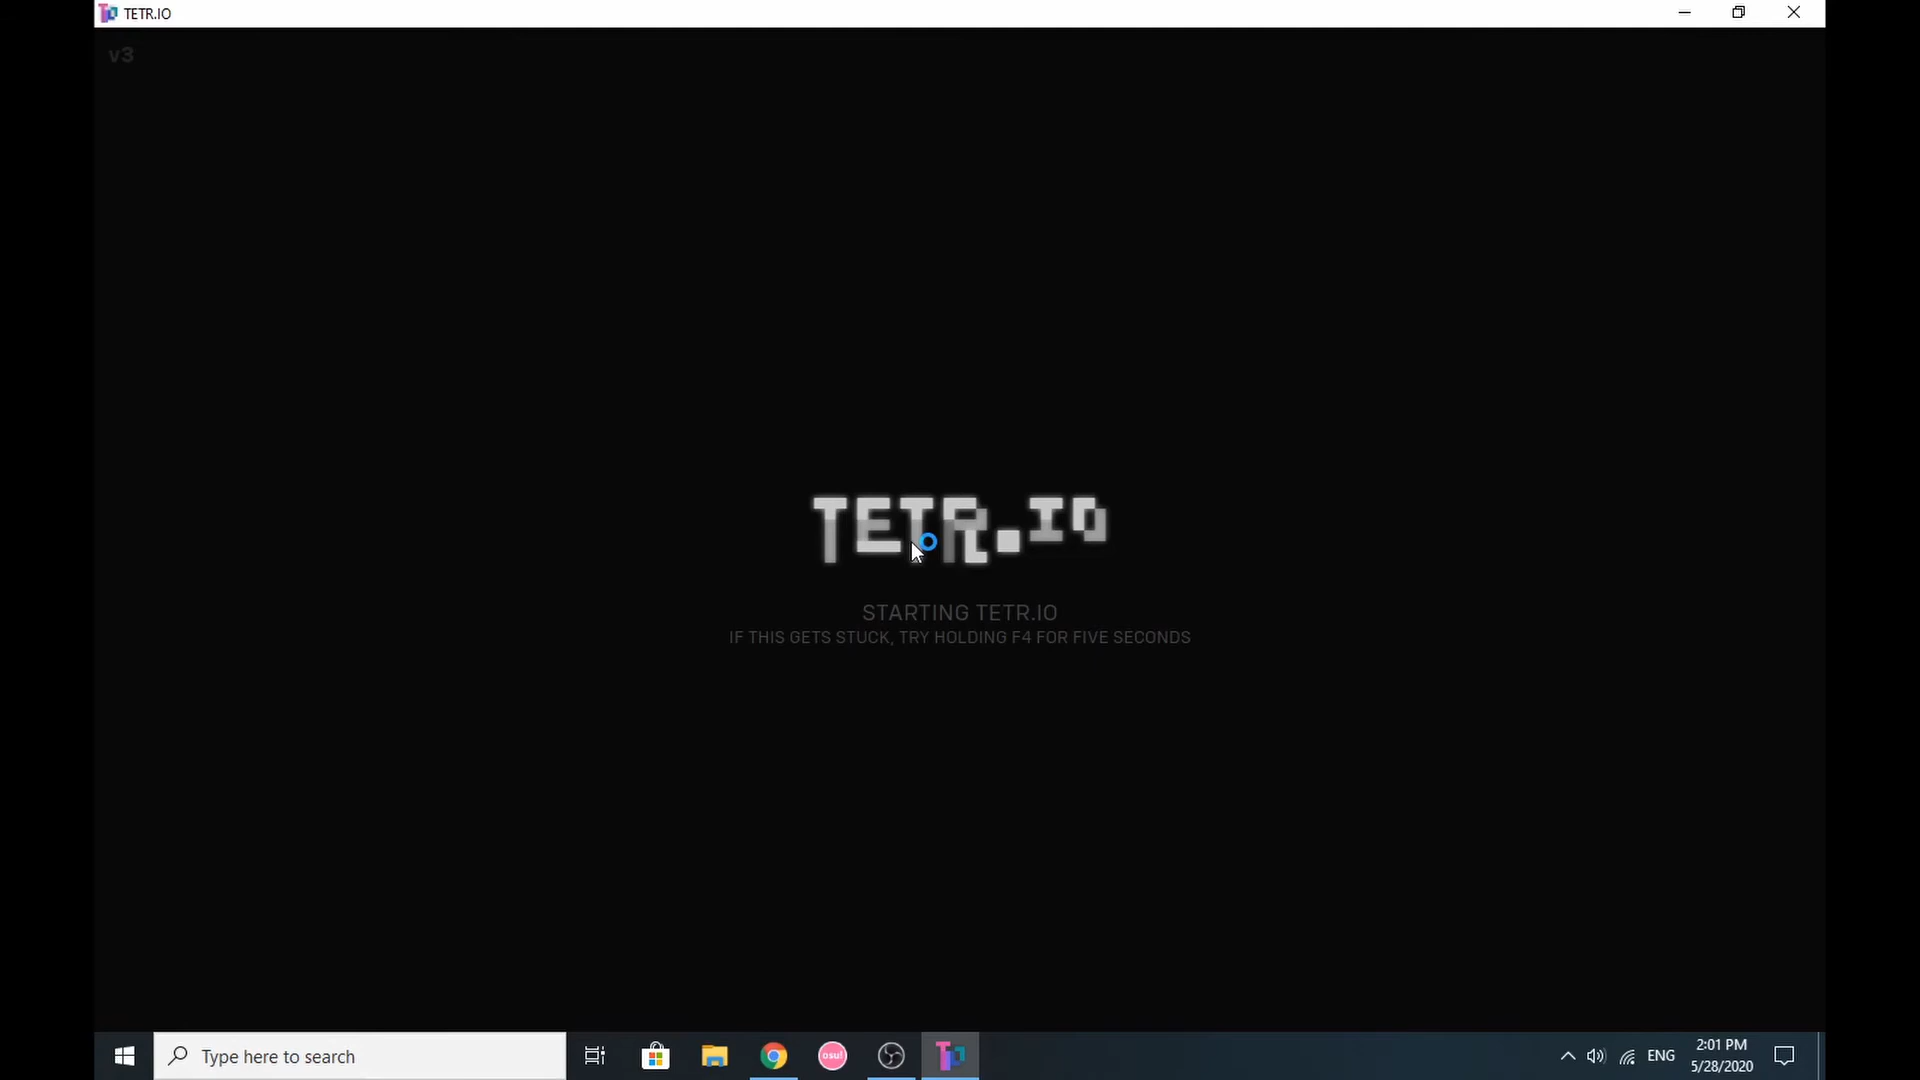 TETR.IO
v3
TETR.IO
STARTING TETR.IO
IF THIS GETS STUCK, TRY HOLDING F4 FOR FIVE SECONDS
Type here to search
osu!
ENG
2:01 PM
5/28/2020